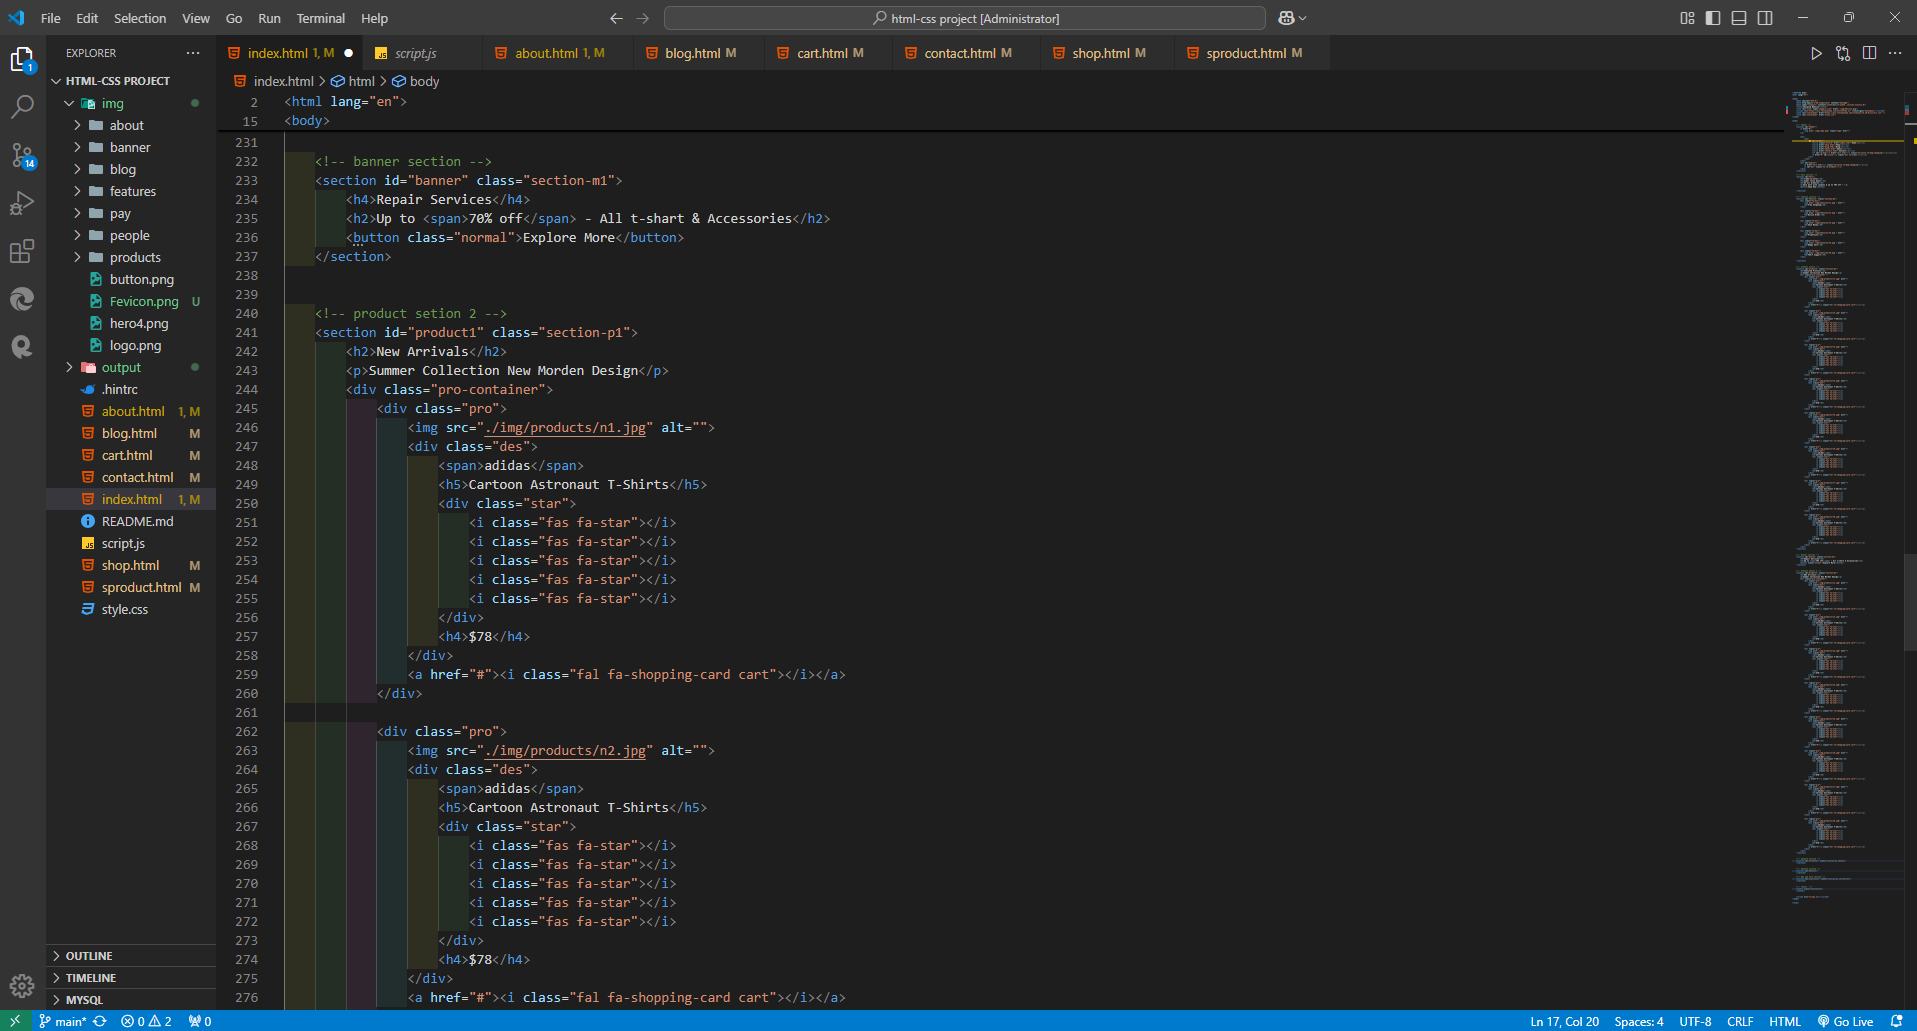 File Edit Selection View Go Run Terminal Help
html-css project [Administrator]
EXPLORER
index.html 1, M
script.js
about.html 1, M
blog.html M
cart.html M
contact.html M
shop.html M
sproduct.html M
HTML-CSS PROJECT
img
about
banner
blog
features
pay
people
products
button.png
Fevicon.png U
hero4.png
logo.png
output
.hintrc
about.html 1, M
blog.html M
cart.html M
contact.html M
index.html 1, M
README.md
script.js
shop.html M
sproduct.html M
style.css
OUTLINE
TIMELINE
MYSQL
1
14
index.html > html > body
2 <html lang="en">
15 <body>
231
232 <!-- banner section -->
233 <section id="banner" class="section-m1">
234 <h4>Repair Services</h4>
235 <h2>Up to <span>70% off</span> - All t-shart & Accessories</h2>
236 <button class="normal">Explore More</button>
237 </section>
238
239
240 <!-- product setion 2 -->
241 <section id="product1" class="section-p1">
242 <h2>New Arrivals</h2>
243 <p>Summer Collection New Morden Design</p>
244 <div class="pro-container">
245 <div class="pro">
246 <img src="./img/products/n1.jpg" alt="">
247 <div class="des">
248 <span>adidas</span>
249 <h5>Cartoon Astronaut T-Shirts</h5>
250 <div class="star">
251 <i class="fas fa-star"></i>
252 <i class="fas fa-star"></i>
253 <i class="fas fa-star"></i>
254 <i class="fas fa-star"></i>
255 <i class="fas fa-star"></i>
256 </div>
257 <h4>$78</h4>
258 </div>
259 <a href="#"><i class="fal fa-shopping-card cart"></i></a>
260 </div>
261
262 <div class="pro">
263 <img src="./img/products/n2.jpg" alt="">
264 <div class="des">
265 <span>adidas</span>
266 <h5>Cartoon Astronaut T-Shirts</h5>
267 <div class="star">
268 <i class="fas fa-star"></i>
269 <i class="fas fa-star"></i>
270 <i class="fas fa-star"></i>
271 <i class="fas fa-star"></i>
272 <i class="fas fa-star"></i>
273 </div>
274 <h4>$78</h4>
275 </div>
276 <a href="#"><i class="fal fa-shopping-card cart"></i></a>
main* 0 2 0 Ln 17, Col 20 Spaces: 4 UTF-8 CRLF HTML Go Live